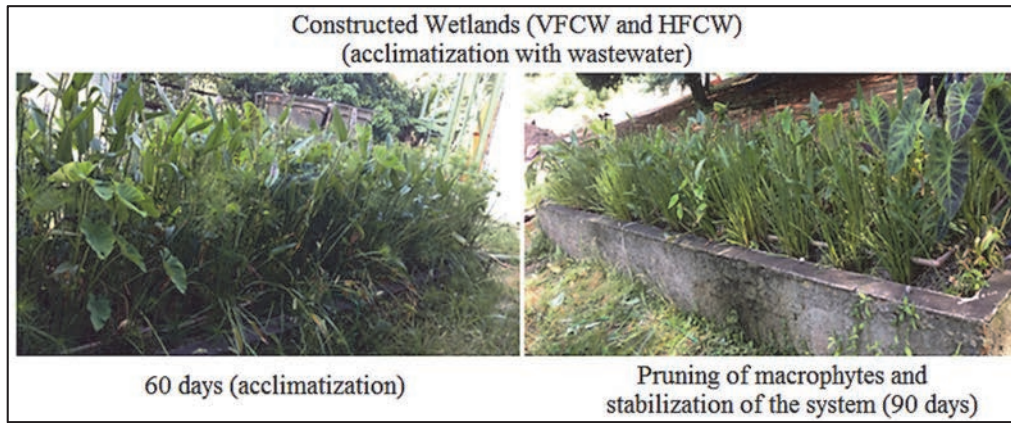 Constructed Wetlands (VFCW and HFCW)
(acclimatization with wastewater)
60 days (acclimatization)
Pruning of macrophytes and
stabilization of the system (90 days)